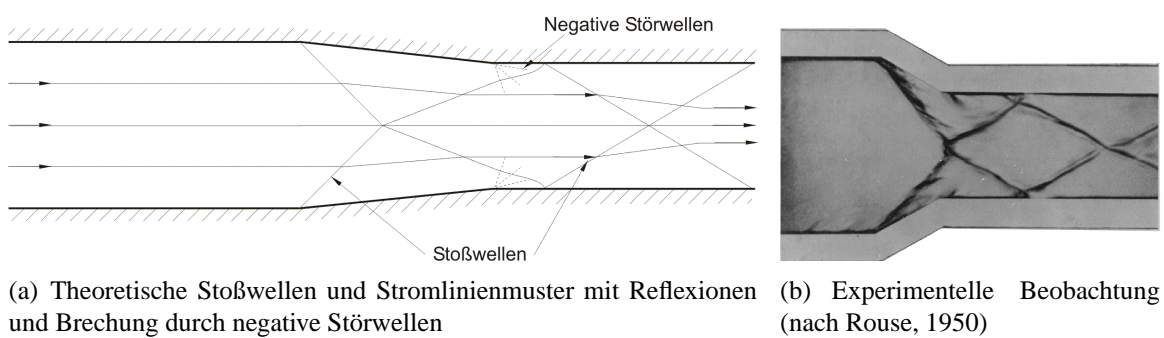 Negative Störwellen
Stoßwellen
(a) Theoretische Stoßwellen und Stromlinienmuster mit Reflexionen
und Brechung durch negative Störwellen
(b) Experimentelle Beobachtung
(nach Rouse, 1950)